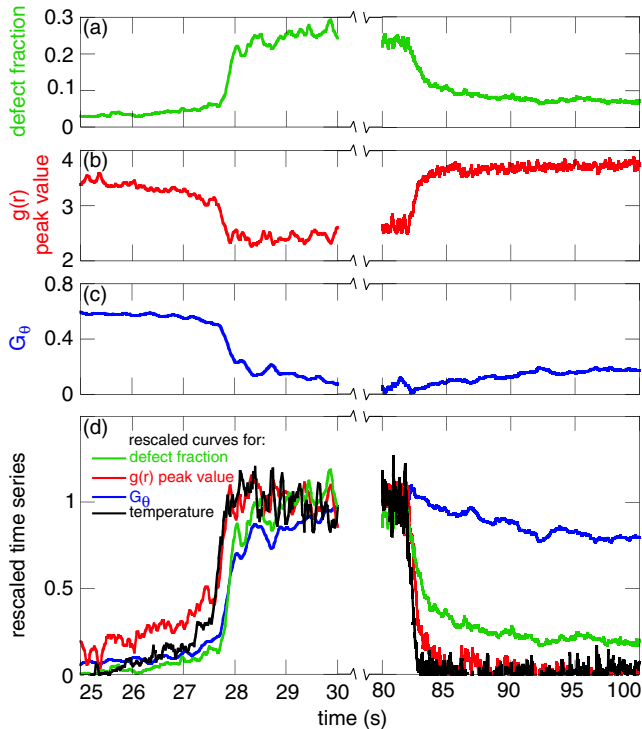 (a)
defect fraction
0.3
0.2
0.1
0
(b)
g(r)
peak value
4
3
2
(c)
Gθ
0.8
0.4
0
(d)
rescaled time series
rescaled curves for:
defect fraction
g(r) peak value
Gθ
temperature
1
0.5
0
25 26 27 28 29 30 80 85 90 95 100
time (s)